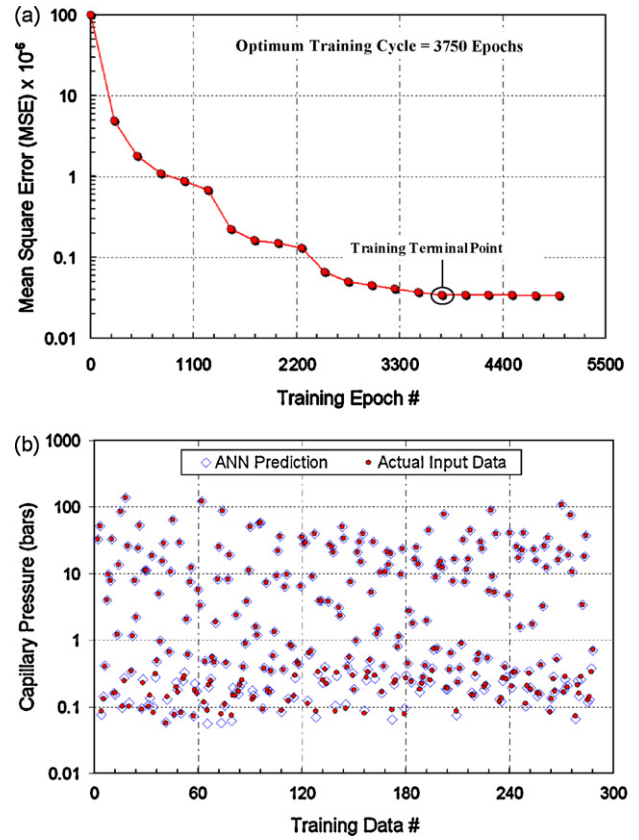 (a)
Optimum Training Cycle = 3750 Epochs
Mean Square Error (MSE) x 10⁻⁶
100
10
1
0.1
0.01
Training Terminal Point
0 1100 2200 3300 4400 5500
Training Epoch #
(b)
ANN Prediction Actual Input Data
Capillary Pressure (bars)
1000
100
10
1
0.1
0.01
0 60 120 180 240 300
Training Data #